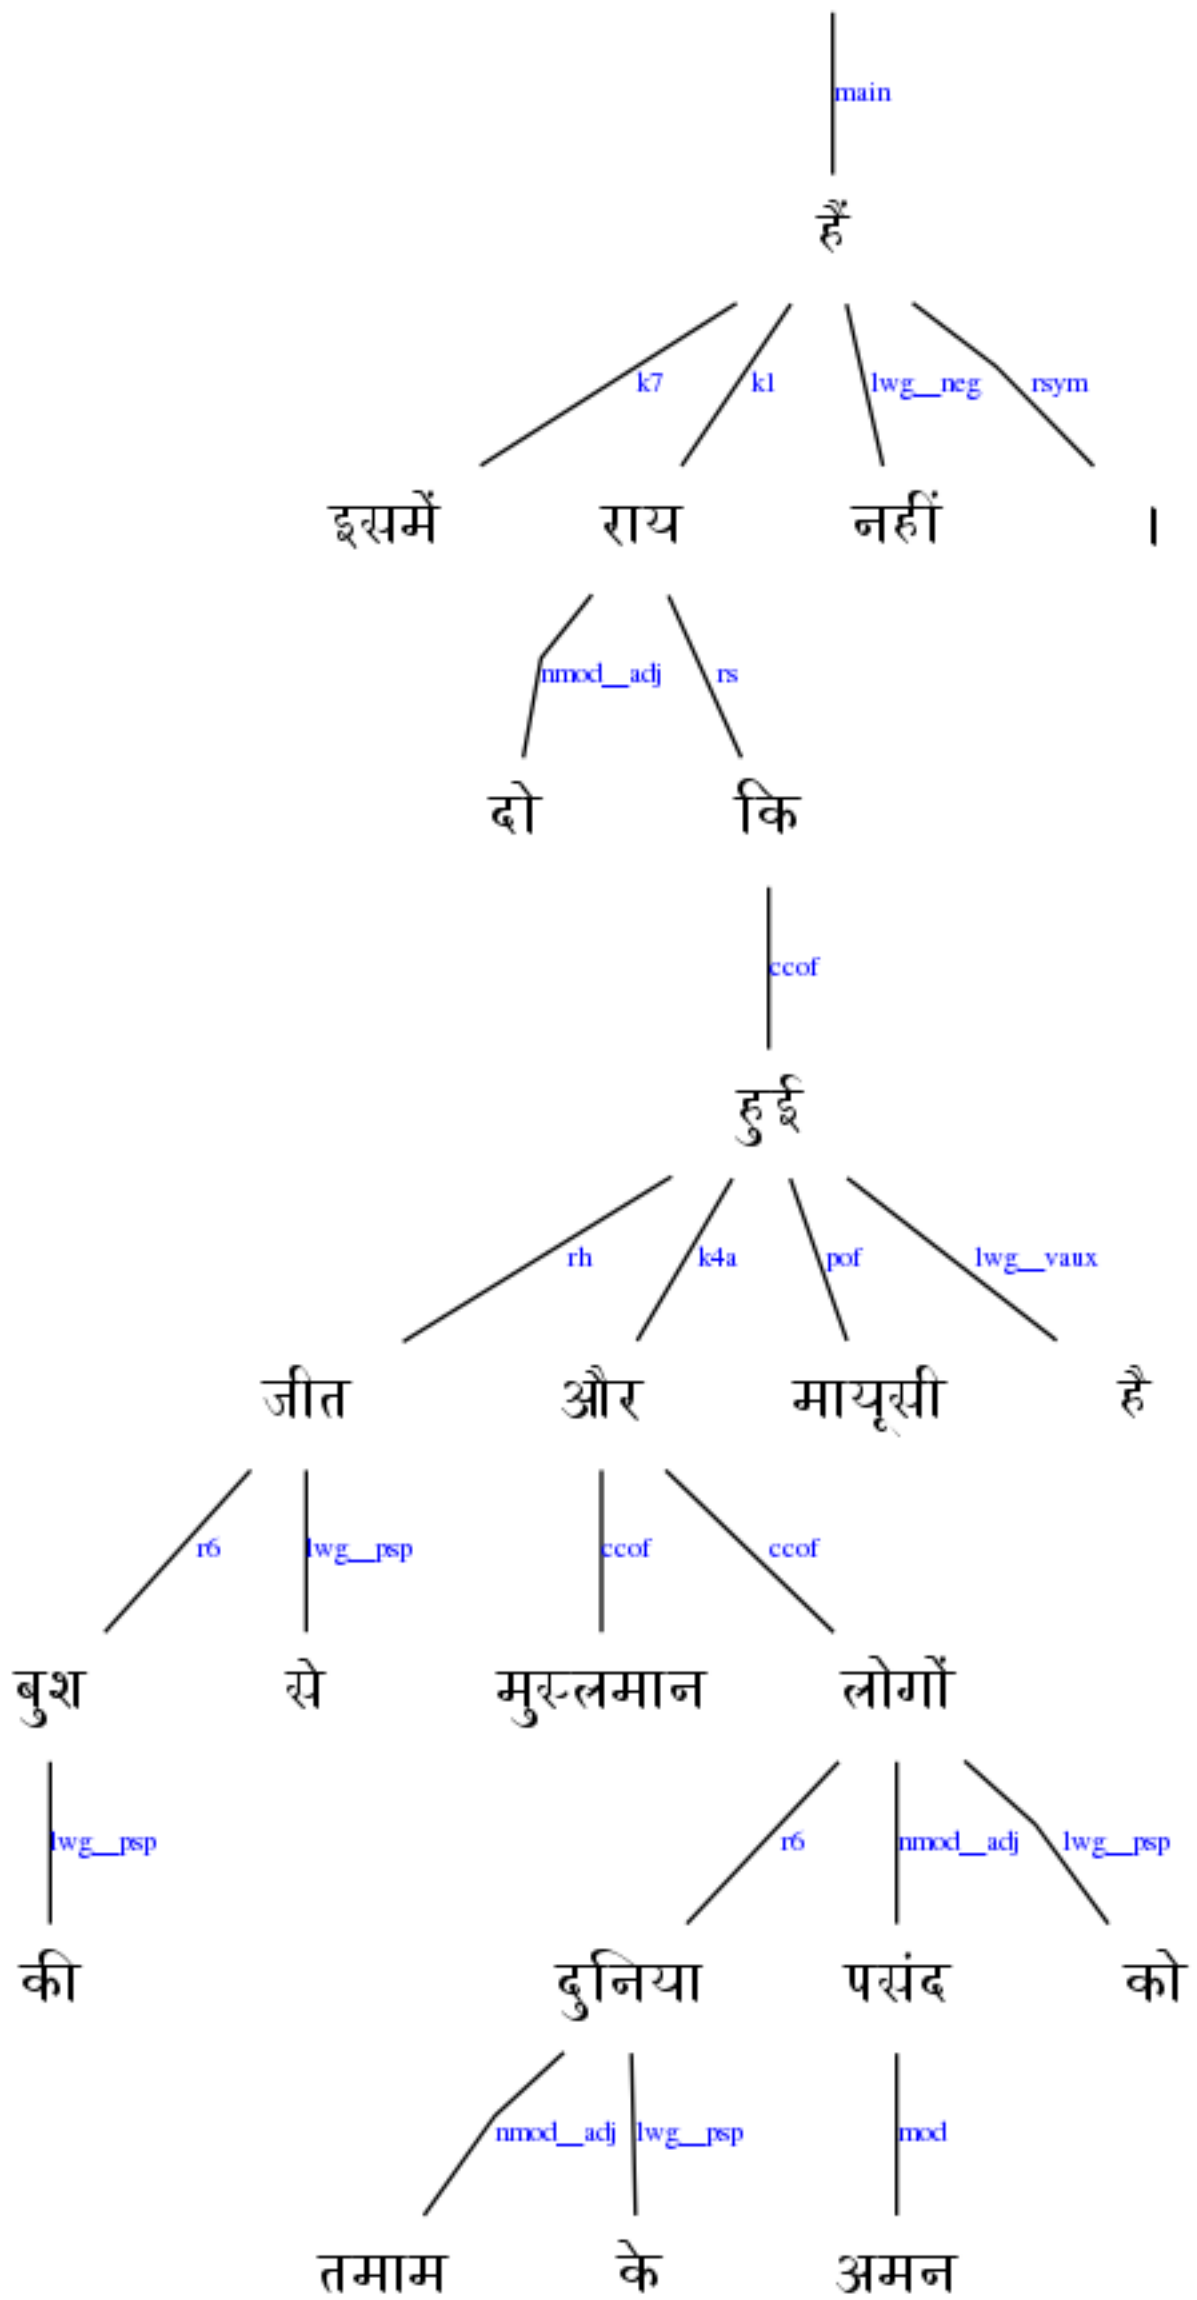 main
हैं
k7 k1 lwg__neg rsym
इसमें राय नहीं ।
nmod__adj rs
दो कि
ccof
हुई
rh k4a pof lwg__vaux
जीत और मायूसी है
r6 lwg__psp ccof ccof
बुश से मुस्लमान लोगों
lwg__psp r6 nmod__adj lwg__psp
की दुनिया पसंद को
nmod__adj lwg__psp mod
तमाम के अमन